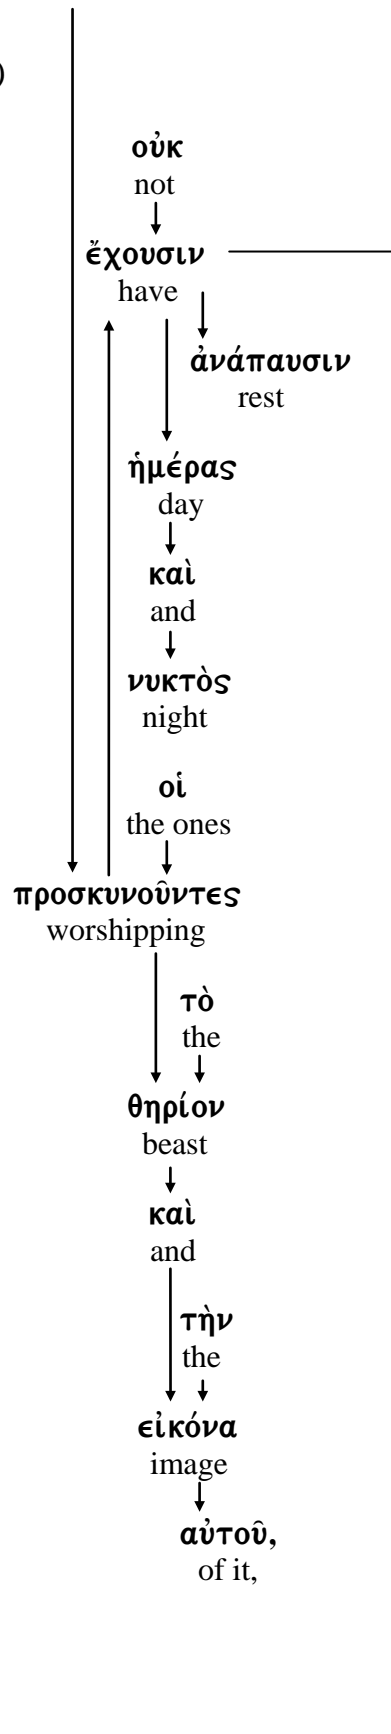 )
οὐκ
not
ἔχουσιν
have
ἀνάπαυσιν
rest
ἡμέρας
day
καὶ
and
νυκτὸς
night
οἱ
the ones
προσκυνοῦντες
worshipping
τὸ
the
θηρίον
beast
καὶ
and
τὴν
the
εἰκόνα
image
αὐτοῦ,
of it,